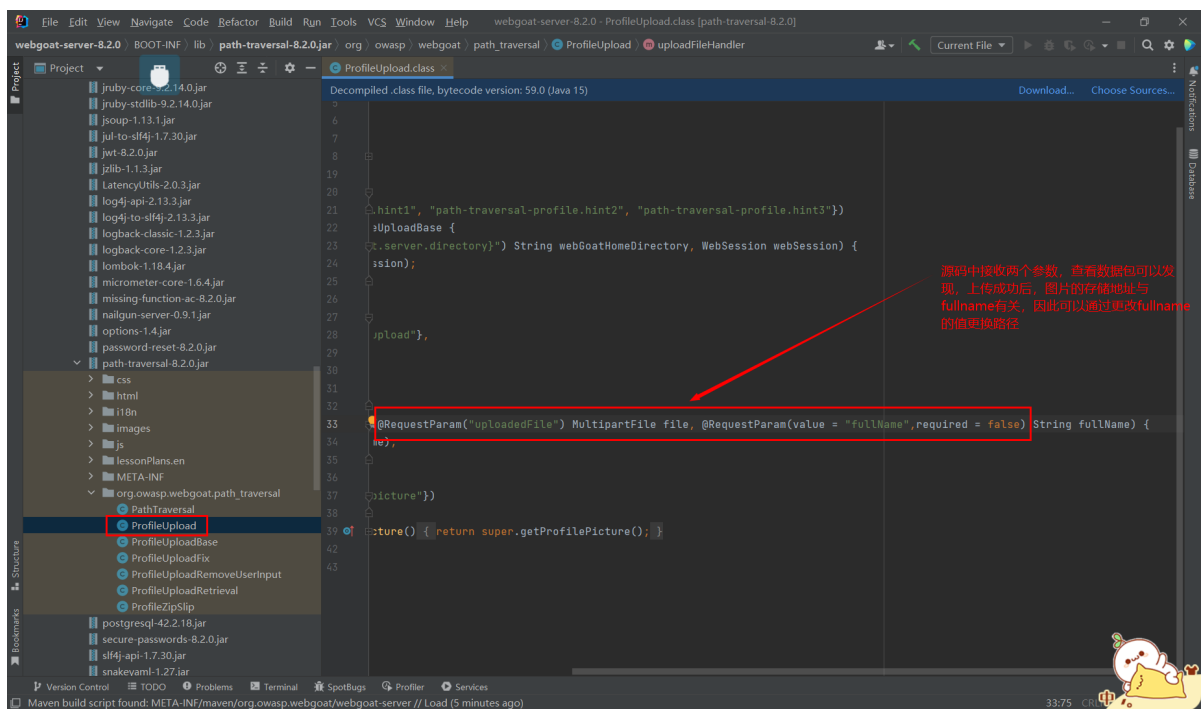 File Edit View Navigate Code Refactor Build Run Tools VCS Window Help webgoat-server-8.2.0 - ProfileUpload.class [path-traversal-8.2.0]
webgoat-server-8.2.0 BOOT-INF lib path-traversal-8.2.0.jar org owasp webgoat path_traversal ProfileUpload uploadFileHandler Current File
Project
Project
ProfileUpload.class
Notifications
Database
Decompiled .class file, bytecode version: 59.0 (Java 15) Download... Choose Sources...
jruby-core-9.2.14.0.jar
jruby-stdlib-9.2.14.0.jar
jsoup-1.13.1.jar
jul-to-slf4j-1.7.30.jar
jwt-8.2.0.jar
jzlib-1.1.3.jar
LatencyUtils-2.0.3.jar
log4j-api-2.13.3.jar
log4j-to-slf4j-2.13.3.jar
logback-classic-1.2.3.jar
logback-core-1.2.3.jar
lombok-1.18.4.jar
micrometer-core-1.6.4.jar
missing-function-ac-8.2.0.jar
nailgun-server-0.9.1.jar
options-1.4.jar
password-reset-8.2.0.jar
path-traversal-8.2.0.jar
css
html
i18n
images
js
lessonPlans.en
META-INF
org.owasp.webgoat.path_traversal
PathTraversal
ProfileUpload
ProfileUploadBase
ProfileUploadFix
ProfileUploadRemoveUserInput
ProfileUploadRetrieval
ProfileZipSlip
postgresql-42.2.18.jar
secure-passwords-8.2.0.jar
slf4j-api-1.7.30.jar
snakeyaml-1.27.jar
Structure
Bookmarks
5
6
7
8
19
20
21 .hint1", "path-traversal-profile.hint2", "path-traversal-profile.hint3"})
22 eUploadBase {
23 t.server.directory}") String webGoatHomeDirectory, WebSession webSession) {
24 ssion);
25
26
27
28 upload"},
29
30
31
32
33 @RequestParam("uploadedFile") MultipartFile file, @RequestParam(value = "fullName",required = false) String fullName) {
34 me);
35
36
37 picture"})
38
39 cture() { return super.getProfilePicture(); }
42
43
源码中接收两个参数，查看数据包可以发
现，上传成功后，图片的存储地址与
fullname有关，因此可以通过更改fullname
的值更换路径
Version Control TODO Problems Terminal SpotBugs Profiler Services
Maven build script found: META-INF/maven/org.owasp.webgoat/webgoat-server // Load (5 minutes ago) 33:75
中